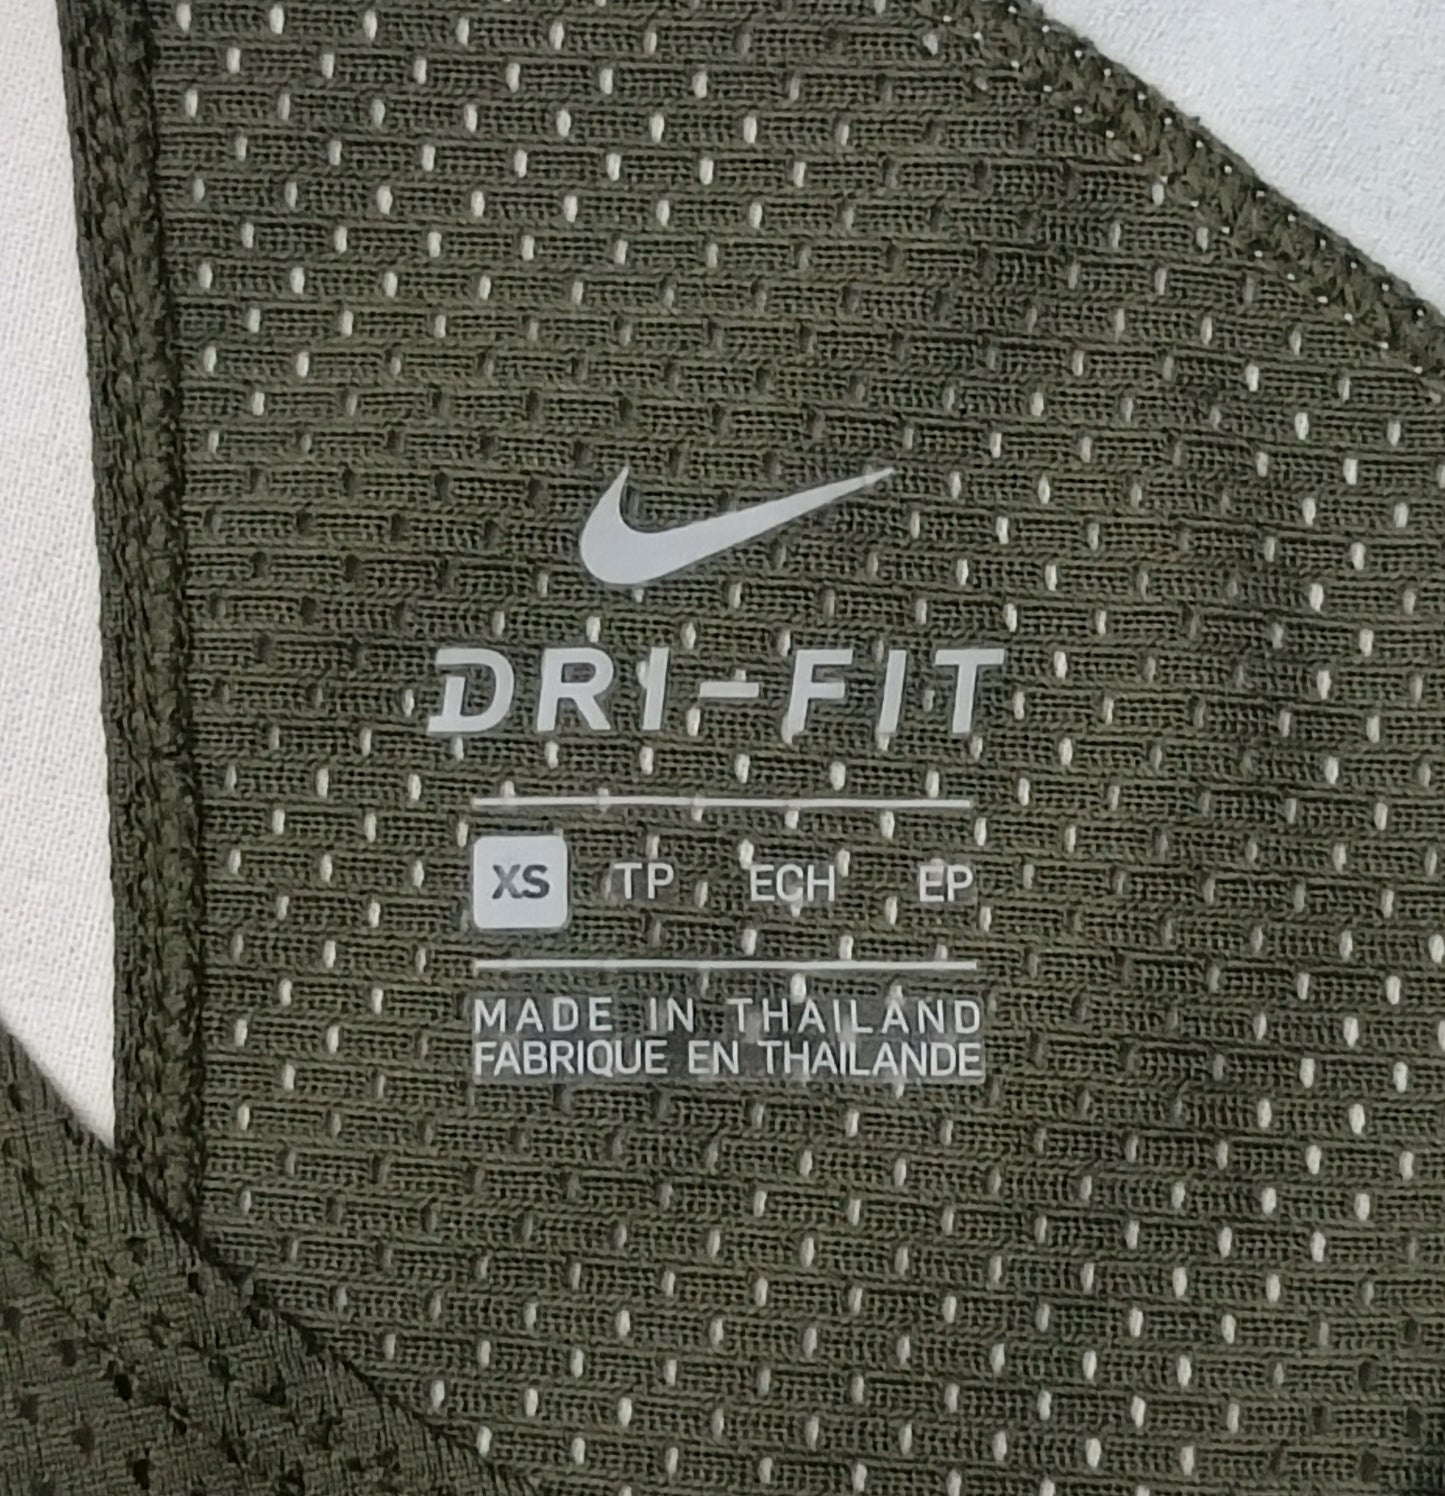 DRI-FIT
XS TP ECH EP
MADE IN THAILAND
FABRIQUE EN THAILANDE